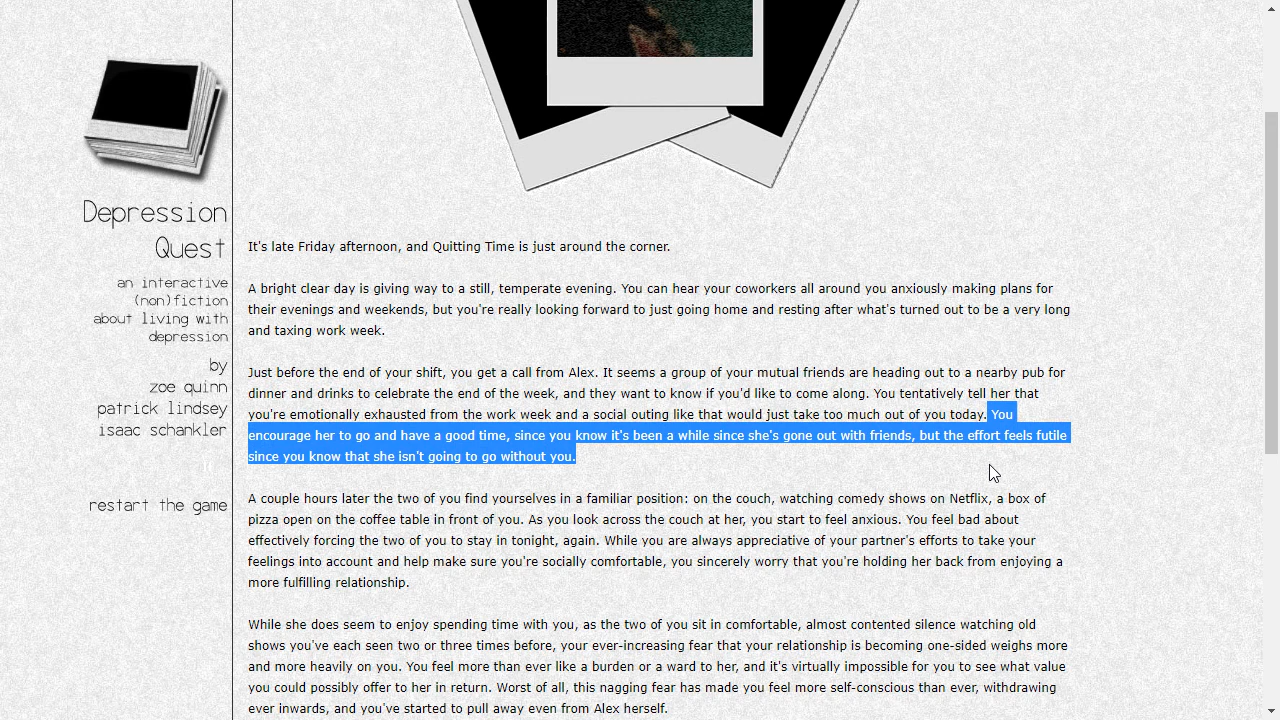 Depression
Quest
an interactive
(non)fiction
about living with
depression
by
zoe quinn
patrick lindsey
isaac schankler
restart the game
It's late Friday afternoon, and Quitting Time is just around the corner.
A bright clear day is giving way to a still, temperate evening. You can hear your coworkers all around you anxiously making plans for
their evenings and weekends, but you're really looking forward to just going home and resting after what's turned out to be a very long
and taxing work week.
Just before the end of your shift, you get a call from Alex. It seems a group of your mutual friends are heading out to a nearby pub for
dinner and drinks to celebrate the end of the week, and they want to know if you'd like to come along. You tentatively tell her that
you're emotionally exhausted from the work week and a social outing like that would just take too much out of you today. You
encourage her to go and have a good time, since you know it's been a while since she's gone out with friends, but the effort feels futile
since you know that she isn't going to go without you.
A couple hours later the two of you find yourselves in a familiar position: on the couch, watching comedy shows on Netflix, a box of
pizza open on the coffee table in front of you. As you look across the couch at her, you start to feel anxious. You feel bad about
effectively forcing the two of you to stay in tonight, again. While you are always appreciative of your partner's efforts to take your
feelings into account and help make sure you're socially comfortable, you sincerely worry that you're holding her back from enjoying a
more fulfilling relationship.
While she does seem to enjoy spending time with you, as the two of you sit in comfortable, almost contented silence watching old
shows you've each seen two or three times before, your ever-increasing fear that your relationship is becoming one-sided weighs more
and more heavily on you. You feel more than ever like a burden or a ward to her, and it's virtually impossible for you to see what value
you could possibly offer to her in return. Worst of all, this nagging fear has made you feel more self-conscious than ever, withdrawing
ever inwards, and you've started to pull away even from Alex herself.